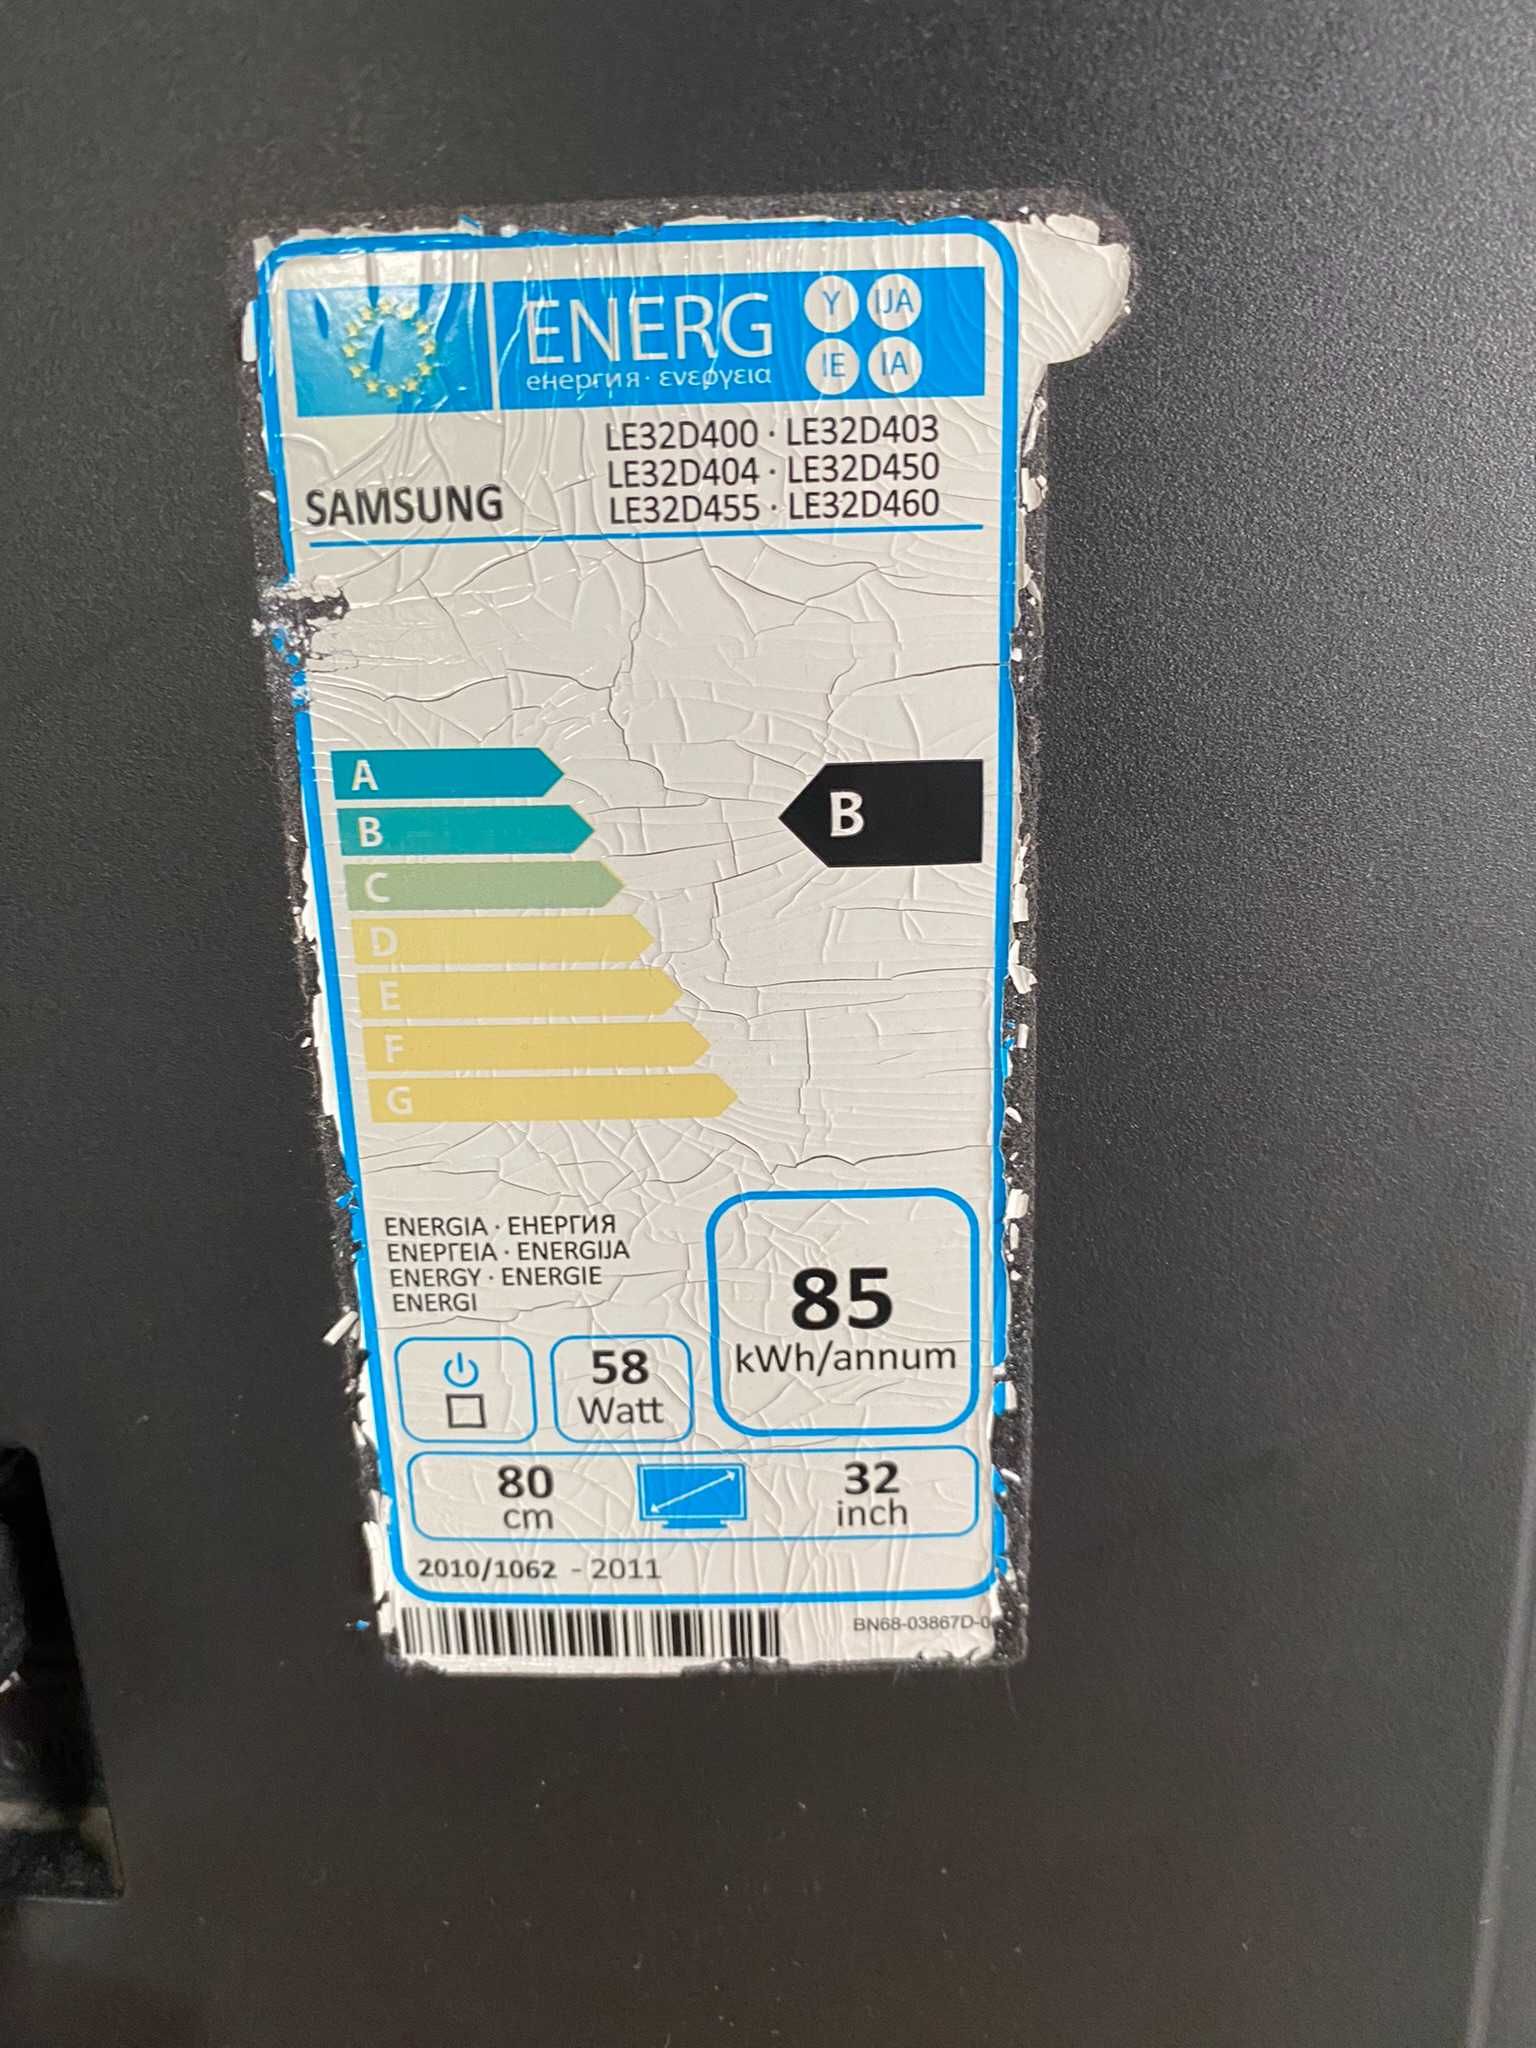 ENERG Y IJA
енергия · ενεργεια IE IA
LE32D400 · LE32D403
LE32D404 · LE32D450
SAMSUNG LE32D455 · LE32D460
A
B B
C
D
E
F
G
ENERGIA · ЕНЕРГИЯ
ΕΝΕΡΓΕΙΑ · ENERGIJA
ENERGY · ENERGIE
ENERGI
85
kWh/annum
58
Watt
80
cm
32
inch
2010/1062 - 2011